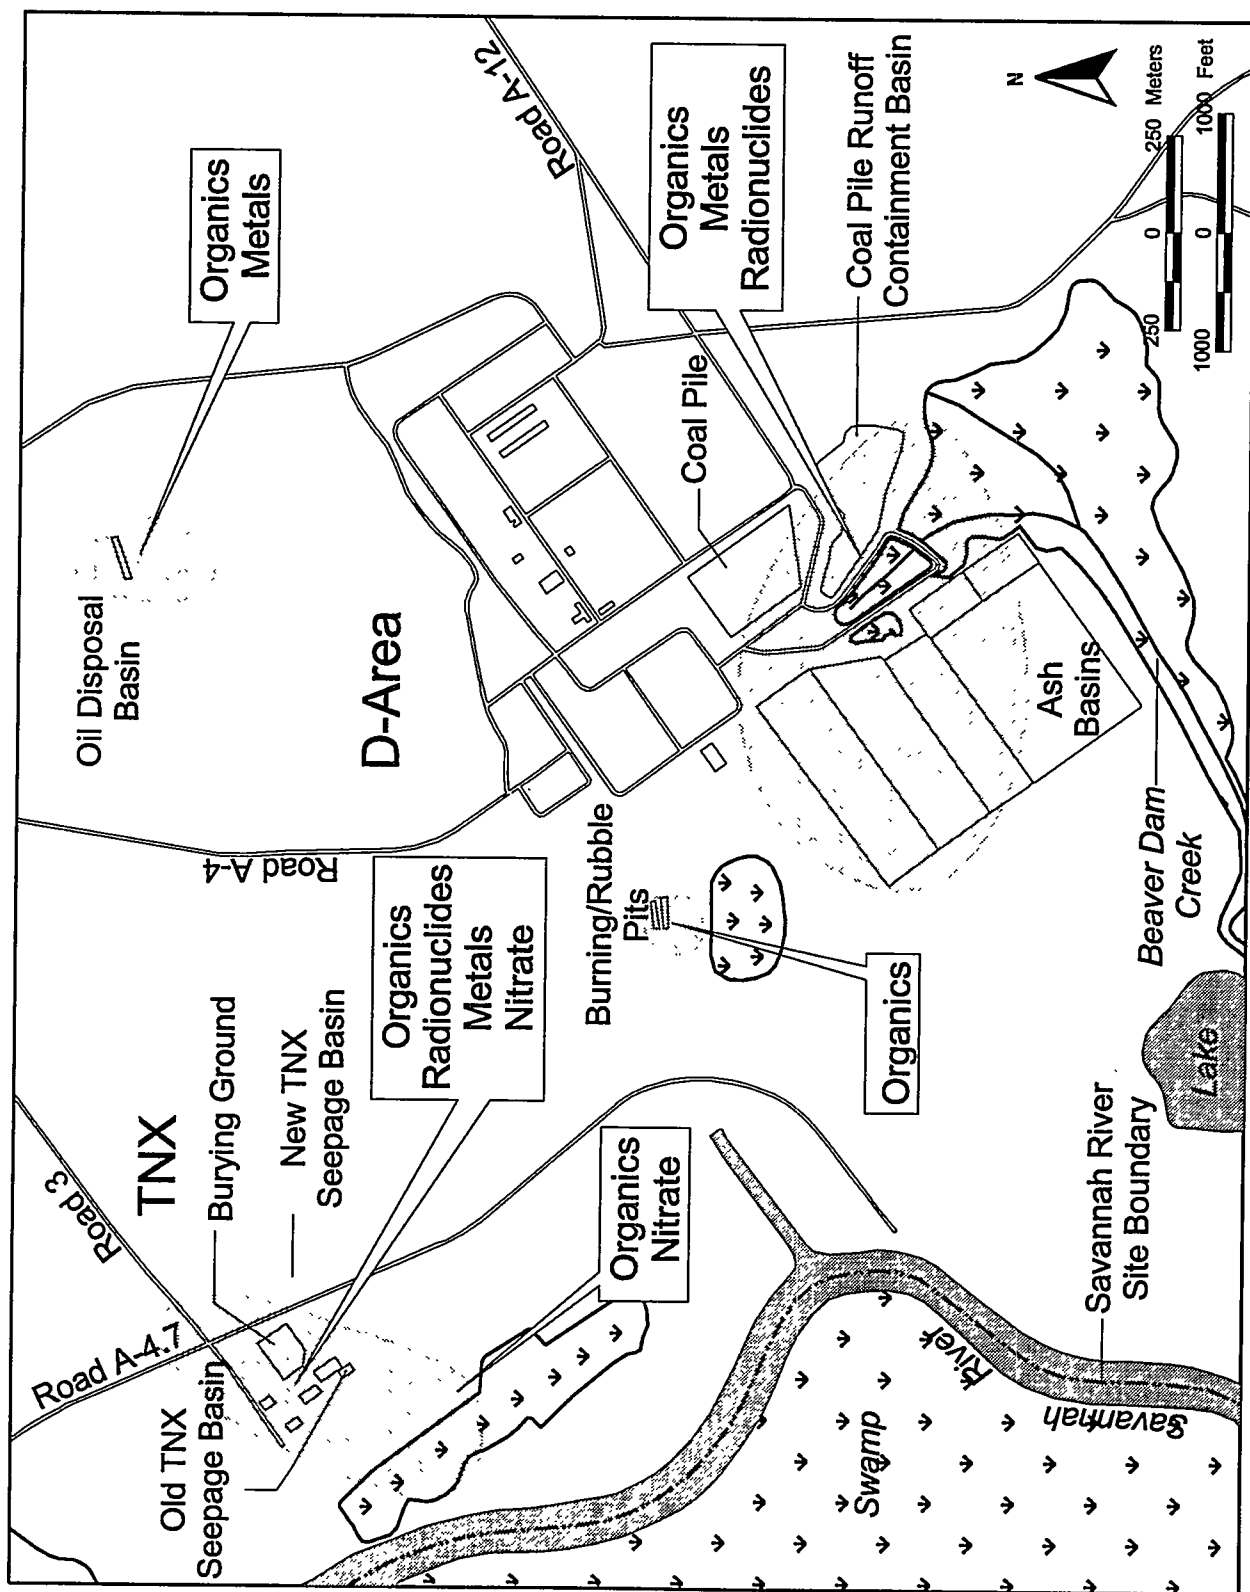 Road 3
TNX
Burying Ground
New TNX
Seepage Basin
Road A-4.7
Old TNX
Seepage Basin
Organics
Radionuclides
Metals
Nitrate
Organics
Nitrate
Oil Disposal
Basin
Organics
Metals
D-Area
Road A-4
Road A-12
Burning/Rubble
Pits
Organics
Coal Pile
Organics
Metals
Radionuclides
Coal Pile Runoff
Containment Basin
Ash
Basins
Beaver Dam
Creek
Lake
Savannah River
Site Boundary
Swamp
Savannah River
N
250 0 250 Meters
1000 0 1000 Feet